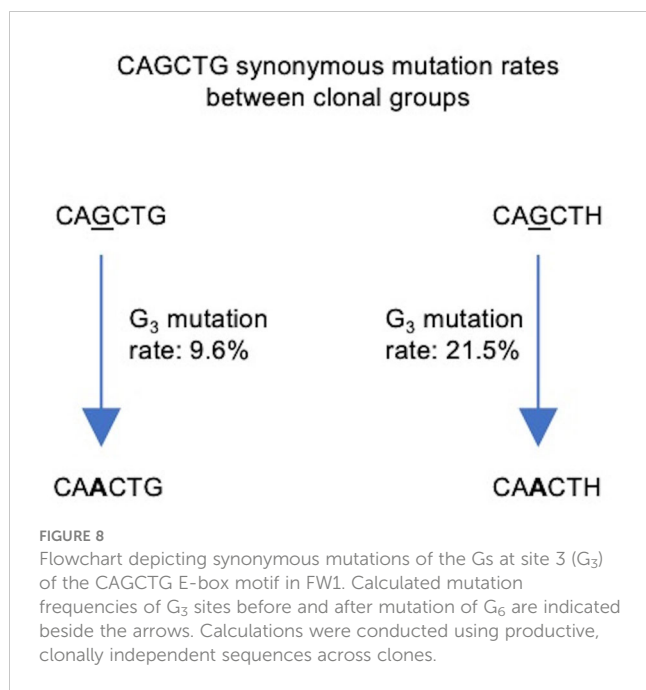 CAGCTG synonymous mutation rates
between clonal groups
CAGCTG
CAGCTH
G₃ mutation
rate: 9.6%
G₃ mutation
rate: 21.5%
CAACTG
CAACTH
FIGURE 8
Flowchart depicting synonymous mutations of the Gs at site 3 (G₃)
of the CAGCTG E-box motif in FW1. Calculated mutation
frequencies of G₃ sites before and after mutation of G₆ are indicated
beside the arrows. Calculations were conducted using productive,
clonally independent sequences across clones.